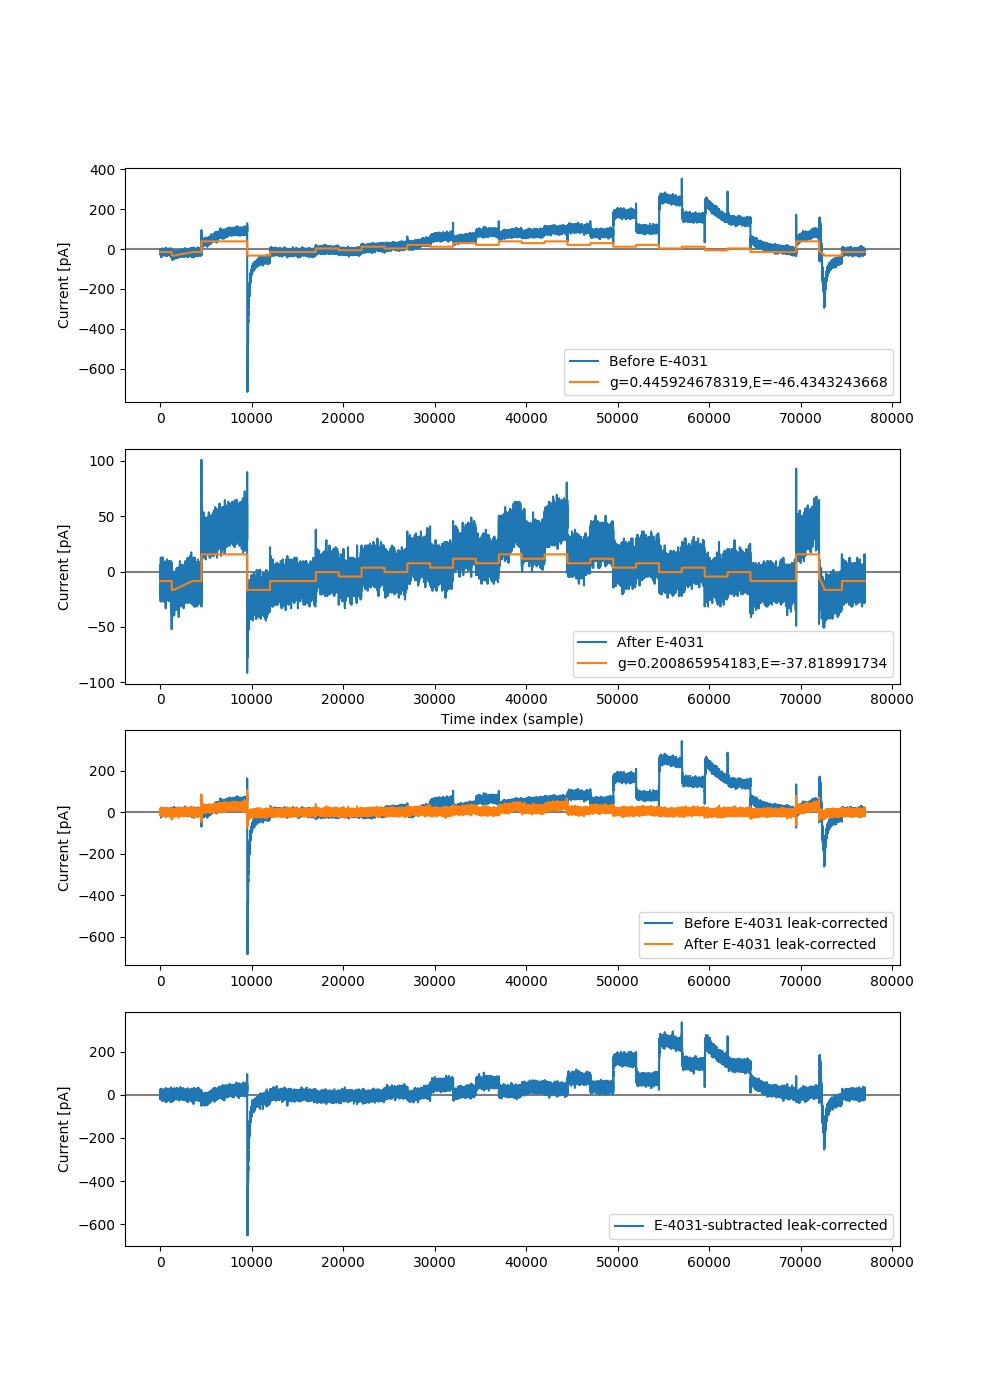 400
200
0
−200
−400
−600
Current [pA]
Before E-4031
g=0.445924678319,E=-46.4343243668
0 10000 20000 30000 40000 50000 60000 70000 80000
100
50
0
−50
−100
Current [pA]
After E-4031
g=0.200865954183,E=-37.818991734
0 10000 20000 30000 40000 50000 60000 70000 80000
Time index (sample)
200
0
−200
−400
−600
Current [pA]
Before E-4031 leak-corrected
After E-4031 leak-corrected
0 10000 20000 30000 40000 50000 60000 70000 80000
200
0
−200
−400
−600
Current [pA]
E-4031-subtracted leak-corrected
0 10000 20000 30000 40000 50000 60000 70000 80000